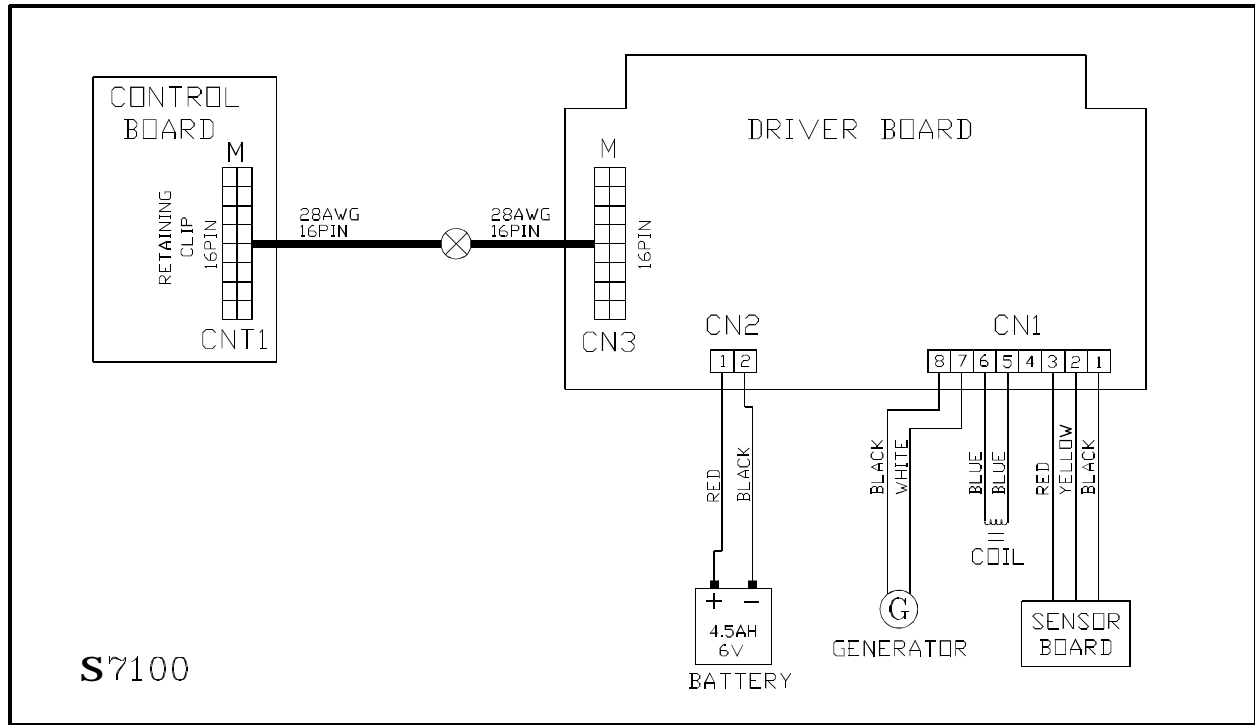 CONTROL
BOARD
M
RETAINING
CLIP
16PIN
CNT1
28AWG
16PIN
28AWG
16PIN
DRIVER BOARD
M
16PIN
CN3
CN2
1 2
CN1
8 7 6 5 4 3 2 1
RED
BLACK
BLACK
WHITE
BLUE
BLUE
RED
YELLOW
BLACK
COIL
+ −
4.5AH
6V
BATTERY
G
GENERATOR
SENSOR
BOARD
S7100